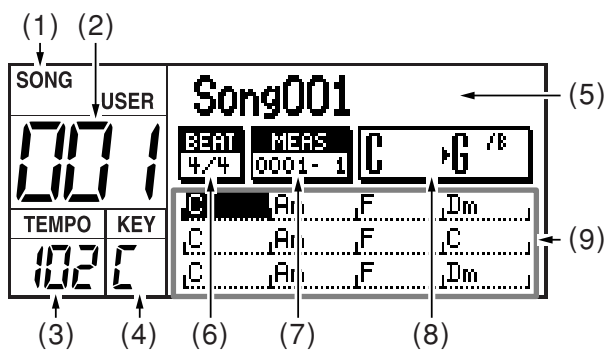 (1) (2)
SONG
USER
001
TEMPO KEY
102 C
Song001
BEAT
4/4
MEAS
0001- 1
C ▸G /B
C Am F Dm
C Am F C
C Am F Dm
(5)
(9)
(3) (4) (6) (7) (8)